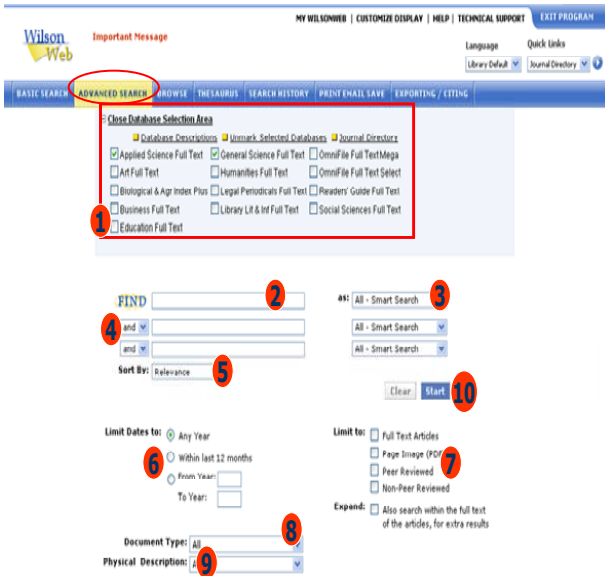 MY WILSONWEB | CUSTOMIZE DISPLAY | HELP | TECHNICAL SUPPORT EXIT PROGRAM
Wilson Web
Important Message
Language Quick Links
Library Default Journal Directory
BASIC SEARCH ADVANCED SEARCH BROWSE THESAURUS SEARCH HISTORY PRINT EMAIL SAVE EXPORTING / CITING
Close Database Selection Area
Database Descriptions Unmark Selected Databases Journal Directory
Applied Science Full Text General Science Full Text OmniFile Full TextMega
Art Full Text Humanities Full Text OmniFile Full Text Select
Biological & Agr Index Plus Legal Periodicals Full Text Readers' Guide Full Text
1 Business Full Text Library Lit & Inf Full Text Social Sciences Full Text
Education Full Text
FIND 2 as: All - Smart Search 3
4 and All - Smart Search
and All - Smart Search
Sort By: Relevance 5
Clear Start 10
Limit Dates to: Any Year Limit to: Full Text Articles
6 Within last 12 months Page Image (PDF) 7
From Year: Peer Reviewed
To Year: Non-Peer Reviewed
Expand: Also search within the full text
of the articles, for extra results
Document Type: All 8
Physical Description: 9